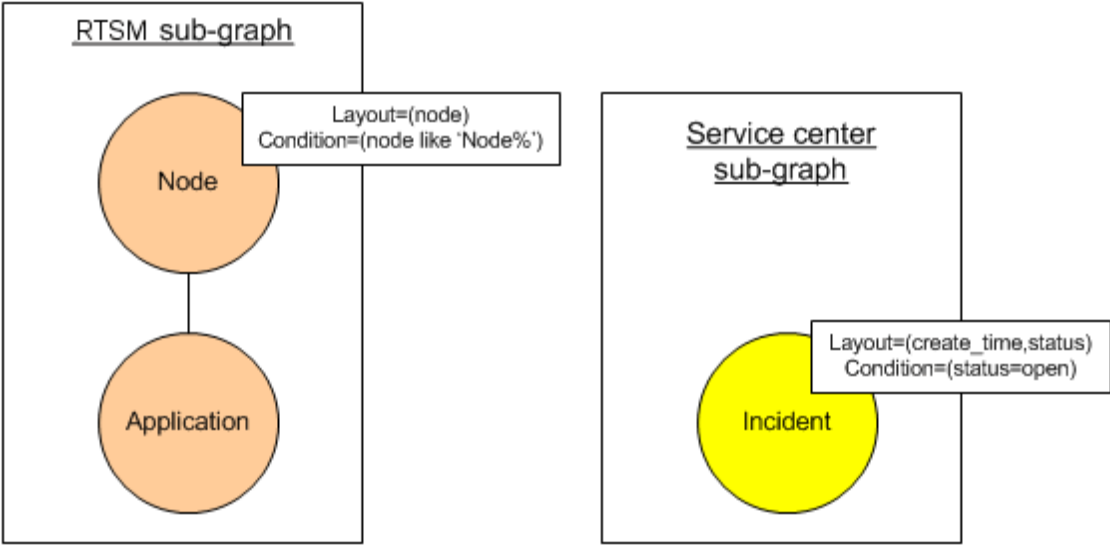 RTSM sub-graph
Layout=(node)
Condition=(node like ‘Node%’)
Node
Application
Service center
sub-graph
Layout=(create_time,status)
Condition=(status=open)
Incident